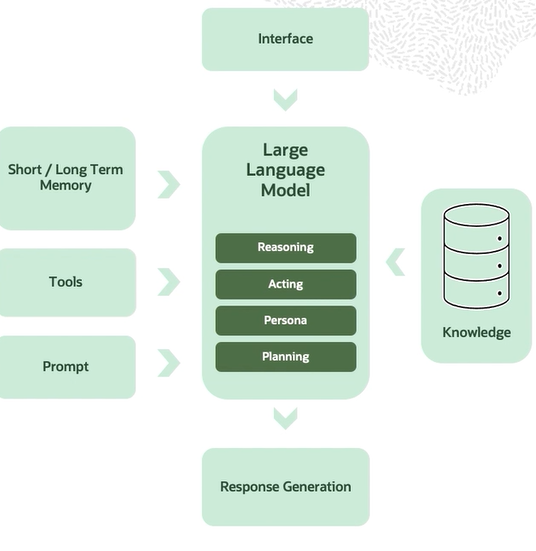 Interface
Short / Long Term
Memory
Tools
Prompt
Large
Language
Model
Reasoning
Acting
Persona
Planning
Knowledge
Response Generation